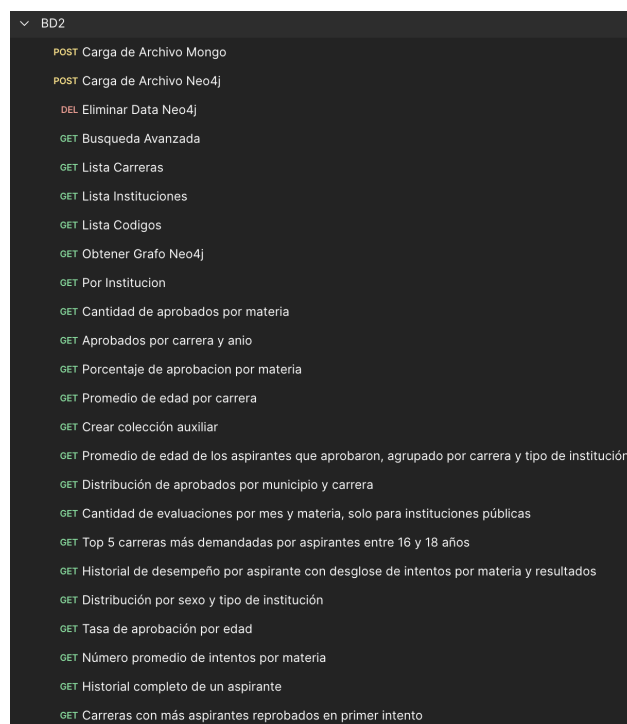 BD2
POST Carga de Archivo Mongo
POST Carga de Archivo Neo4j
DEL Eliminar Data Neo4j
GET Busqueda Avanzada
GET Lista Carreras
GET Lista Instituciones
GET Lista Codigos
GET Obtener Grafo Neo4j
GET Por Institucion
GET Cantidad de aprobados por materia
GET Aprobados por carrera y anio
GET Porcentaje de aprobacion por materia
GET Promedio de edad por carrera
GET Crear colección auxiliar
GET Promedio de edad de los aspirantes que aprobaron, agrupado por carrera y tipo de institución
GET Distribución de aprobados por municipio y carrera
GET Cantidad de evaluaciones por mes y materia, solo para instituciones públicas
GET Top 5 carreras más demandadas por aspirantes entre 16 y 18 años
GET Historial de desempeño por aspirante con desglose de intentos por materia y resultados
GET Distribución por sexo y tipo de institución
GET Tasa de aprobación por edad
GET Número promedio de intentos por materia
GET Historial completo de un aspirante
GET Carreras con más aspirantes reprobados en primer intento